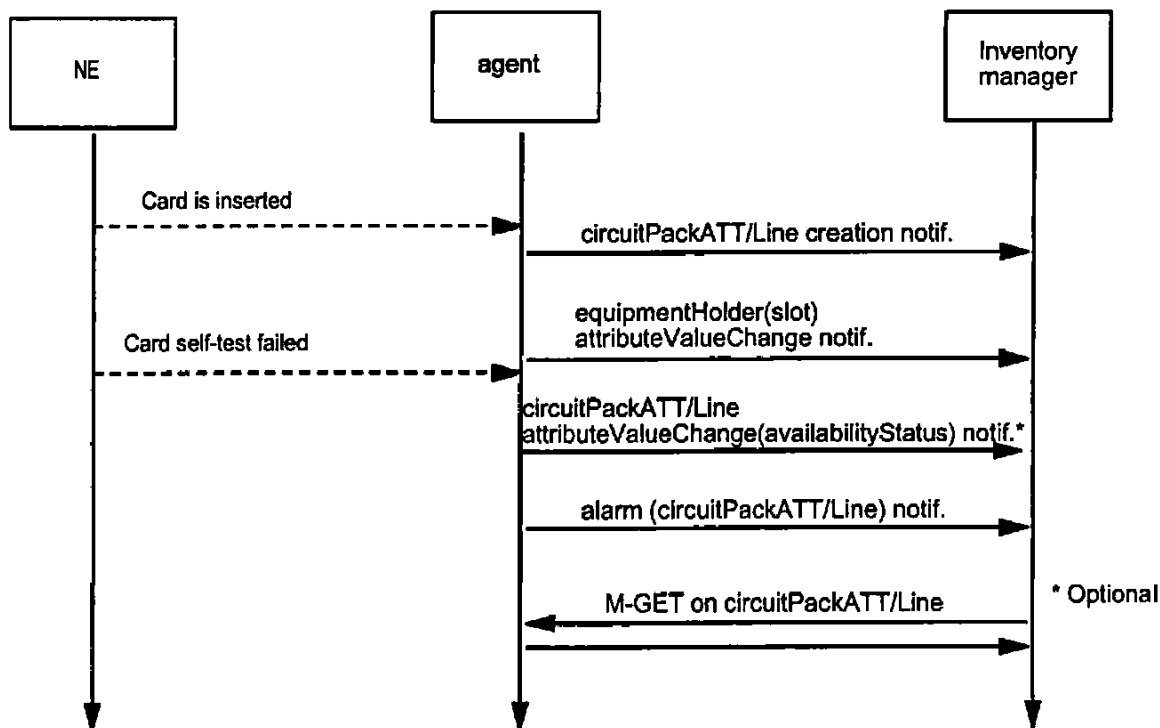 NE
agent
Inventory
manager
Card is inserted
circuitPackATT/Line creation notif.
equipmentHolder(slot)
attributeValueChange notif.
Card self-test failed
circuitPackATT/Line
attributeValueChange(availabilityStatus) notif.*
alarm (circuitPackATT/Line) notif.
M-GET on circuitPackATT/Line
* Optional